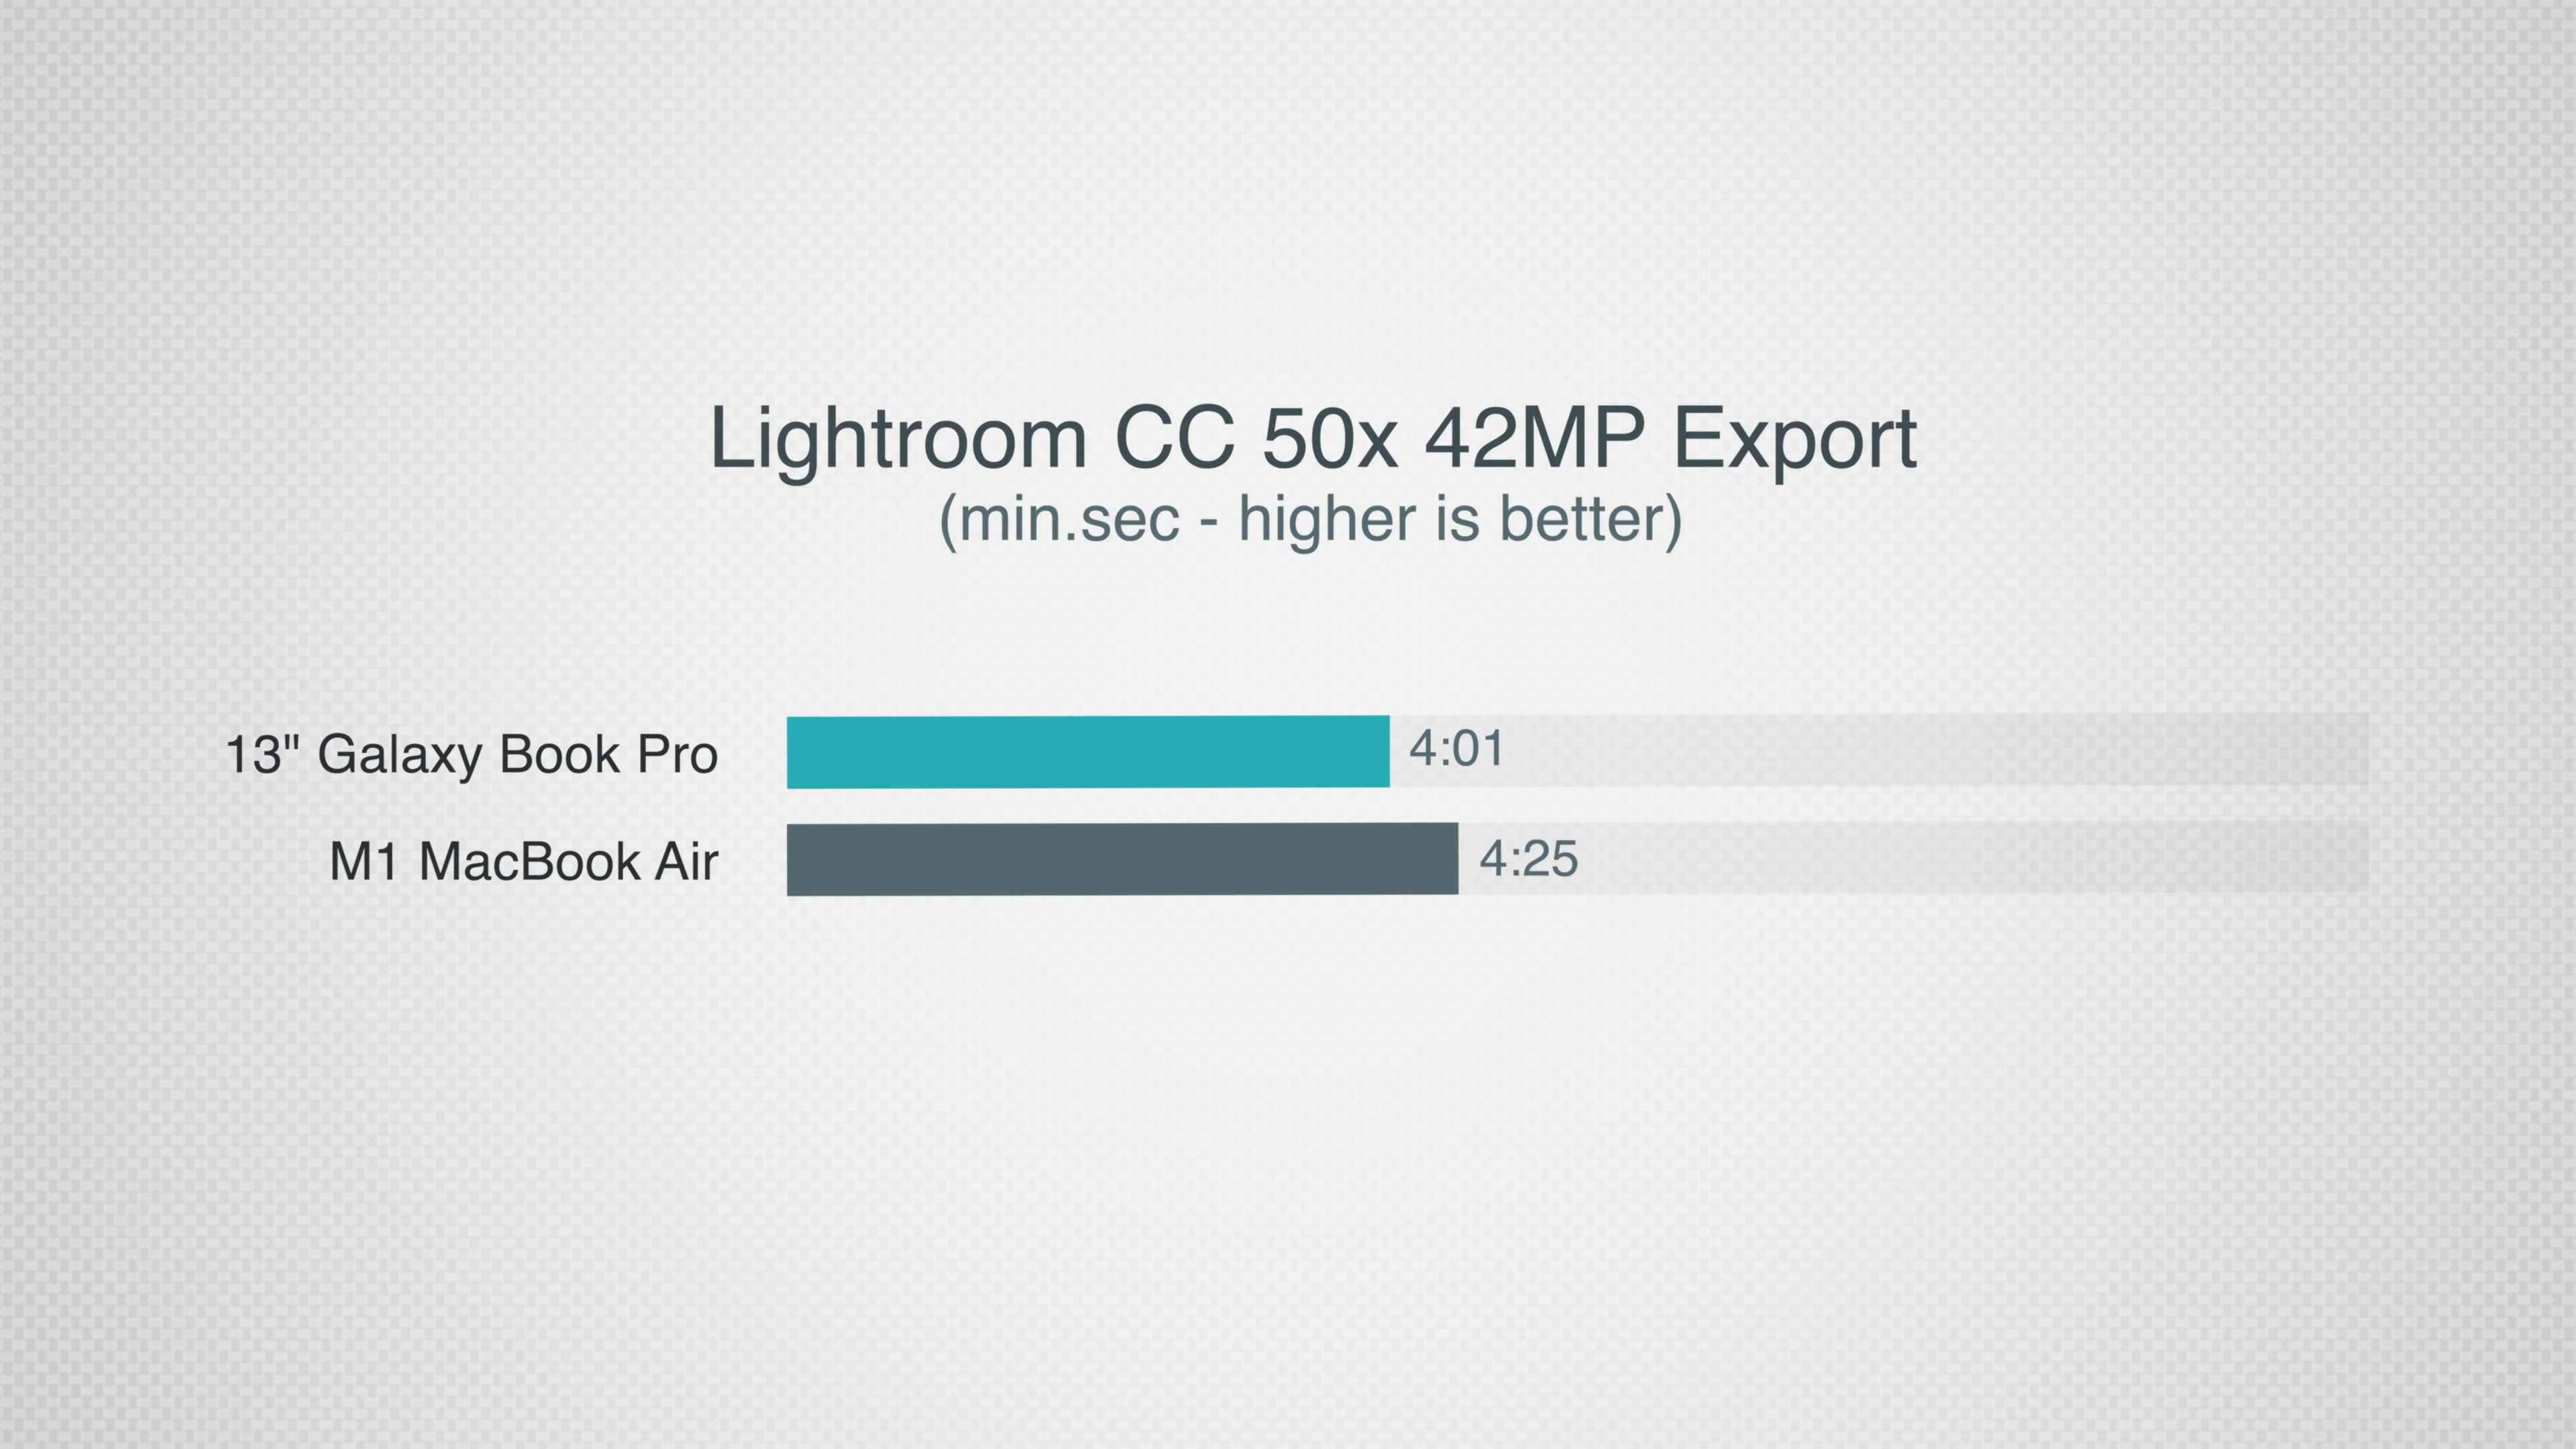 Lightroom CC 50x 42MP Export
(min.sec - higher is better)
13" Galaxy Book Pro 4:01
M1 MacBook Air 4:25